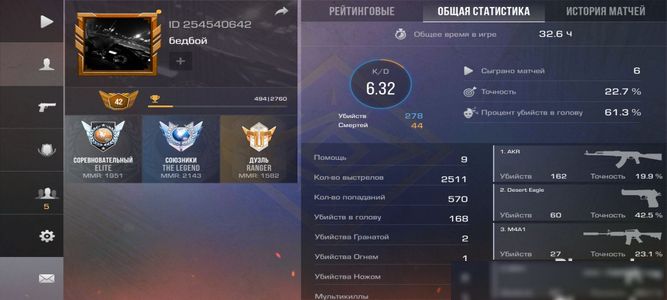 ID 254540642
бедбой
42
494|2760
СОРЕВНОВАТЕЛЬНЫЙ
ELITE
MMR: 1951
СОЮЗНИКИ
THE LEGEND
MMR: 2143
ДУЭЛЬ
RANGER
MMR: 1582
5
РЕЙТИНГОВЫЕ
ОБЩАЯ СТАТИСТИКА
ИСТОРИЯ МАТЧЕЙ
Общее время в игре 32.6 ч
K/D
6.32
Убийств 278
Смертей 44
Сыграно матчей 6
Точность 22.7 %
Процент убийств в голову 61.3 %
Помощь 9
Кол-во выстрелов 2511
Кол-во попаданий 570
Убийств в голову 168
Убийства Гранатой 2
Убийства Огнем 1
Убийства Ножом
Мультикиллы
1. AKR
Убийств 162 Точность 19.9 %
2. Desert Eagle
Убийств 60 Точность 42.5 %
3. M4A1
Убийств 27 Точность 23.1 %